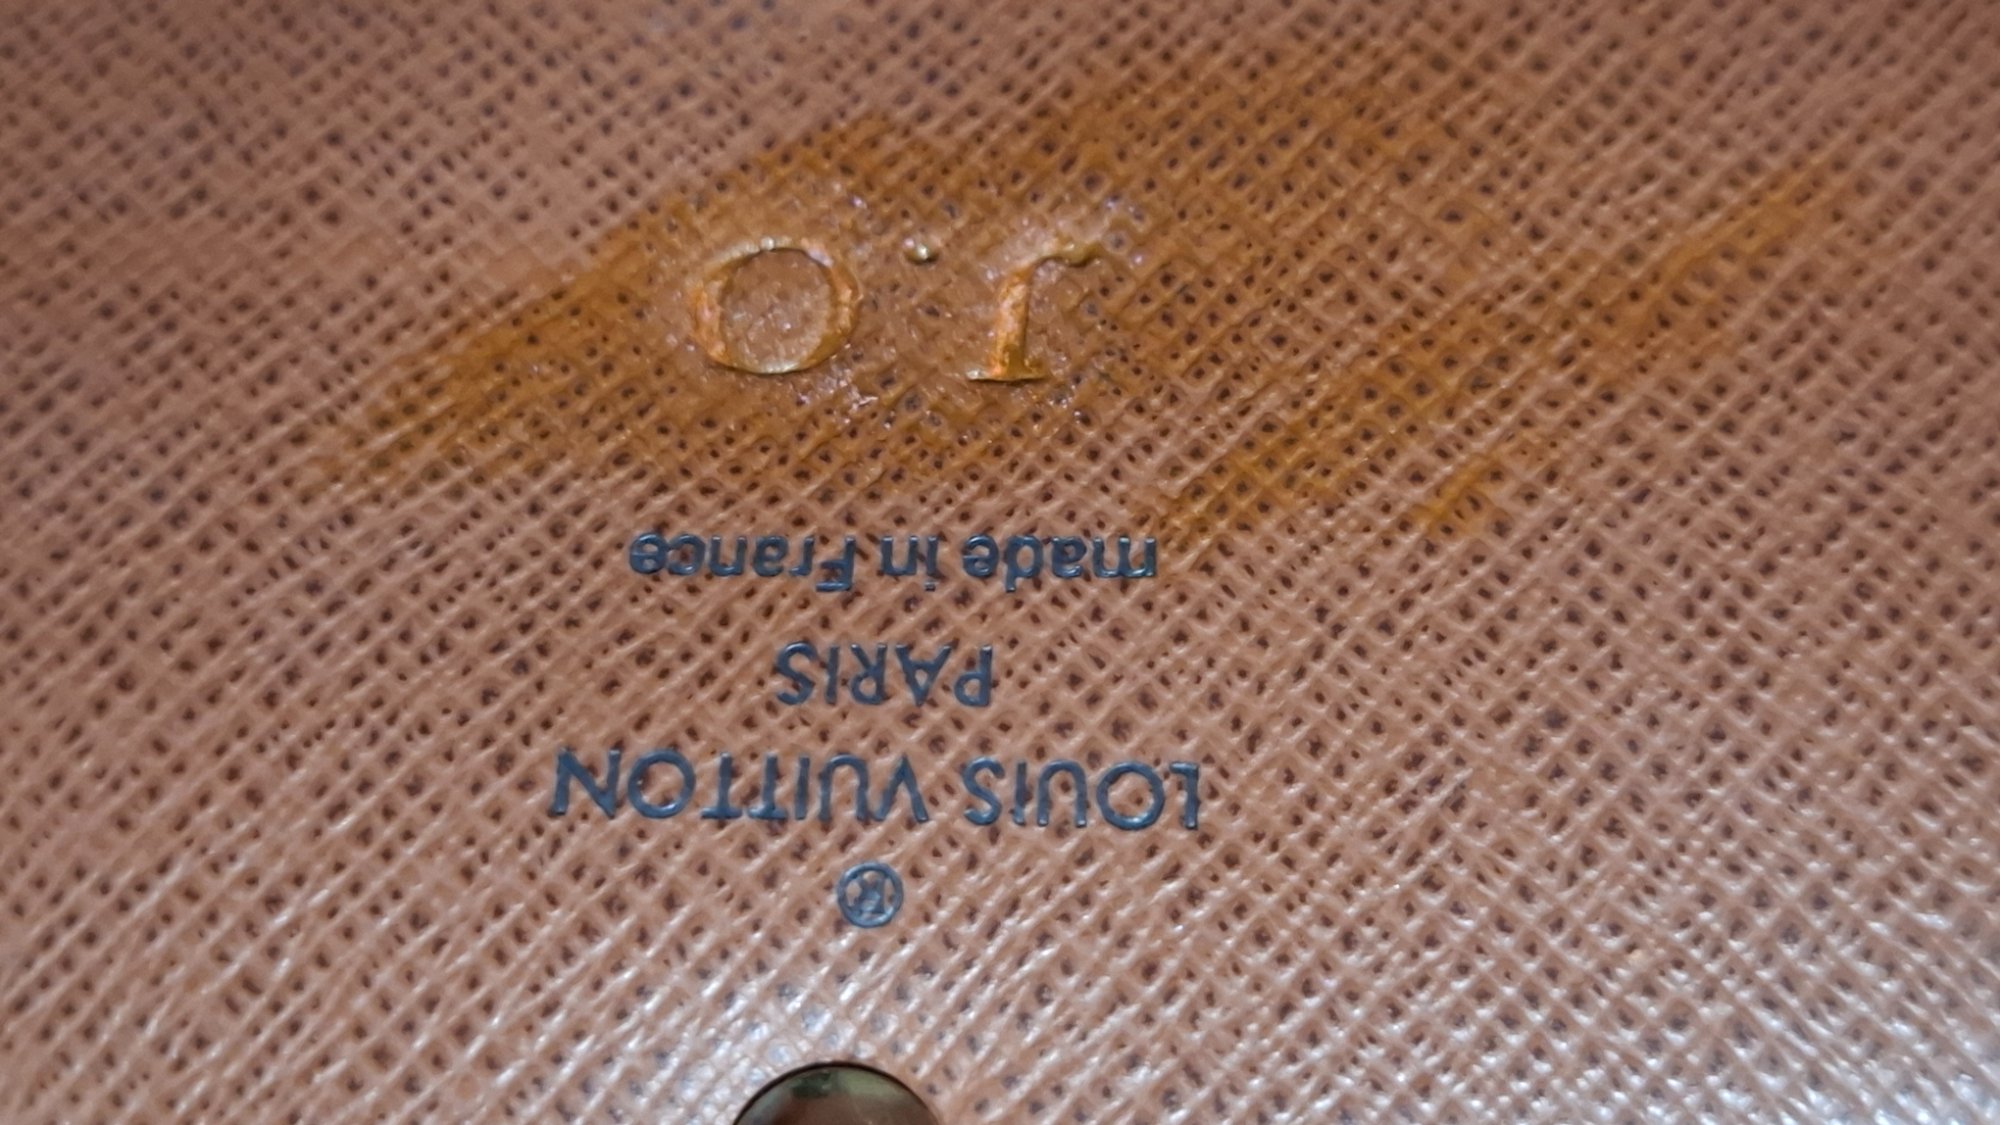 ®
LOUIS VUITTON
PARIS
made in France
J.O